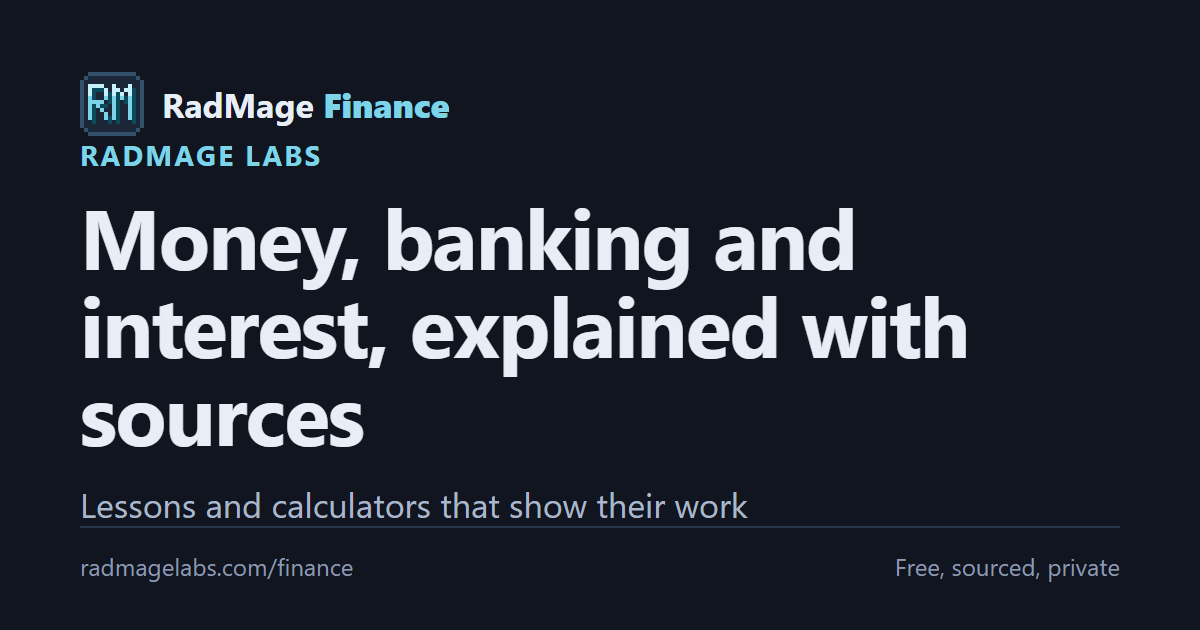 RM
RadMage Finance
RADMAGE LABS
Money, banking and
interest, explained with
sources
Lessons and calculators that show their work
radmagelabs.com/finance
Free, sourced, private